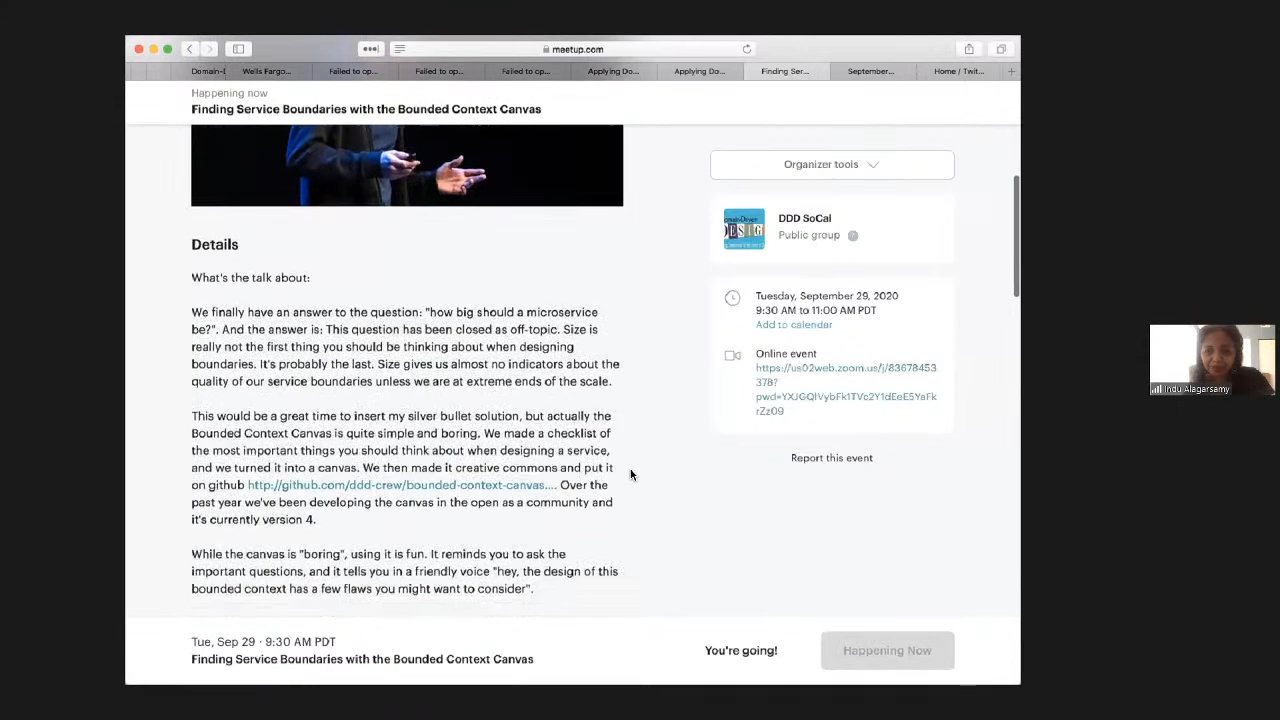 meetup.com
Domain-
Wells Fargo...
Failed to op...
Failed to op...
Failed to op...
Applying Do...
Applying Do...
Finding Ser...
September...
Home / Twit...
Happening now
Finding Service Boundaries with the Bounded Context Canvas
Organizer tools
DDD SoCal
Public group
Details
What's the talk about:
We finally have an answer to the question: "how big should a microservice
be?". And the answer is: This question has been closed as off-topic. Size is
really not the first thing you should be thinking about when designing
boundaries. It's probably the last. Size gives us almost no indicators about the
quality of our service boundaries unless we are at extreme ends of the scale.
This would be a great time to insert my silver bullet solution, but actually the
Bounded Context Canvas is quite simple and boring. We made a checklist of
the most important things you should think about when designing a service,
and we turned it into a canvas. We then made it creative commons and put it
on github http://github.com/ddd-crew/bounded-context-canvas.... Over the
past year we've been developing the canvas in the open as a community and
it's currently version 4.
While the canvas is "boring", using it is fun. It reminds you to ask the
important questions, and it tells you in a friendly voice "hey, the design of this
bounded context has a few flaws you might want to consider".
Tuesday, September 29, 2020
9:30 AM to 11:00 AM PDT
Add to calendar
Online event
https://us02web.zoom.us/j/83678453
378?
pwd=YXJGQlVybFk1TVc2Y1dEeE5YaFk
rZz09
Report this event
Indu Alagarsamy
Tue, Sep 29 · 9:30 AM PDT
Finding Service Boundaries with the Bounded Context Canvas
You're going!
Happening Now